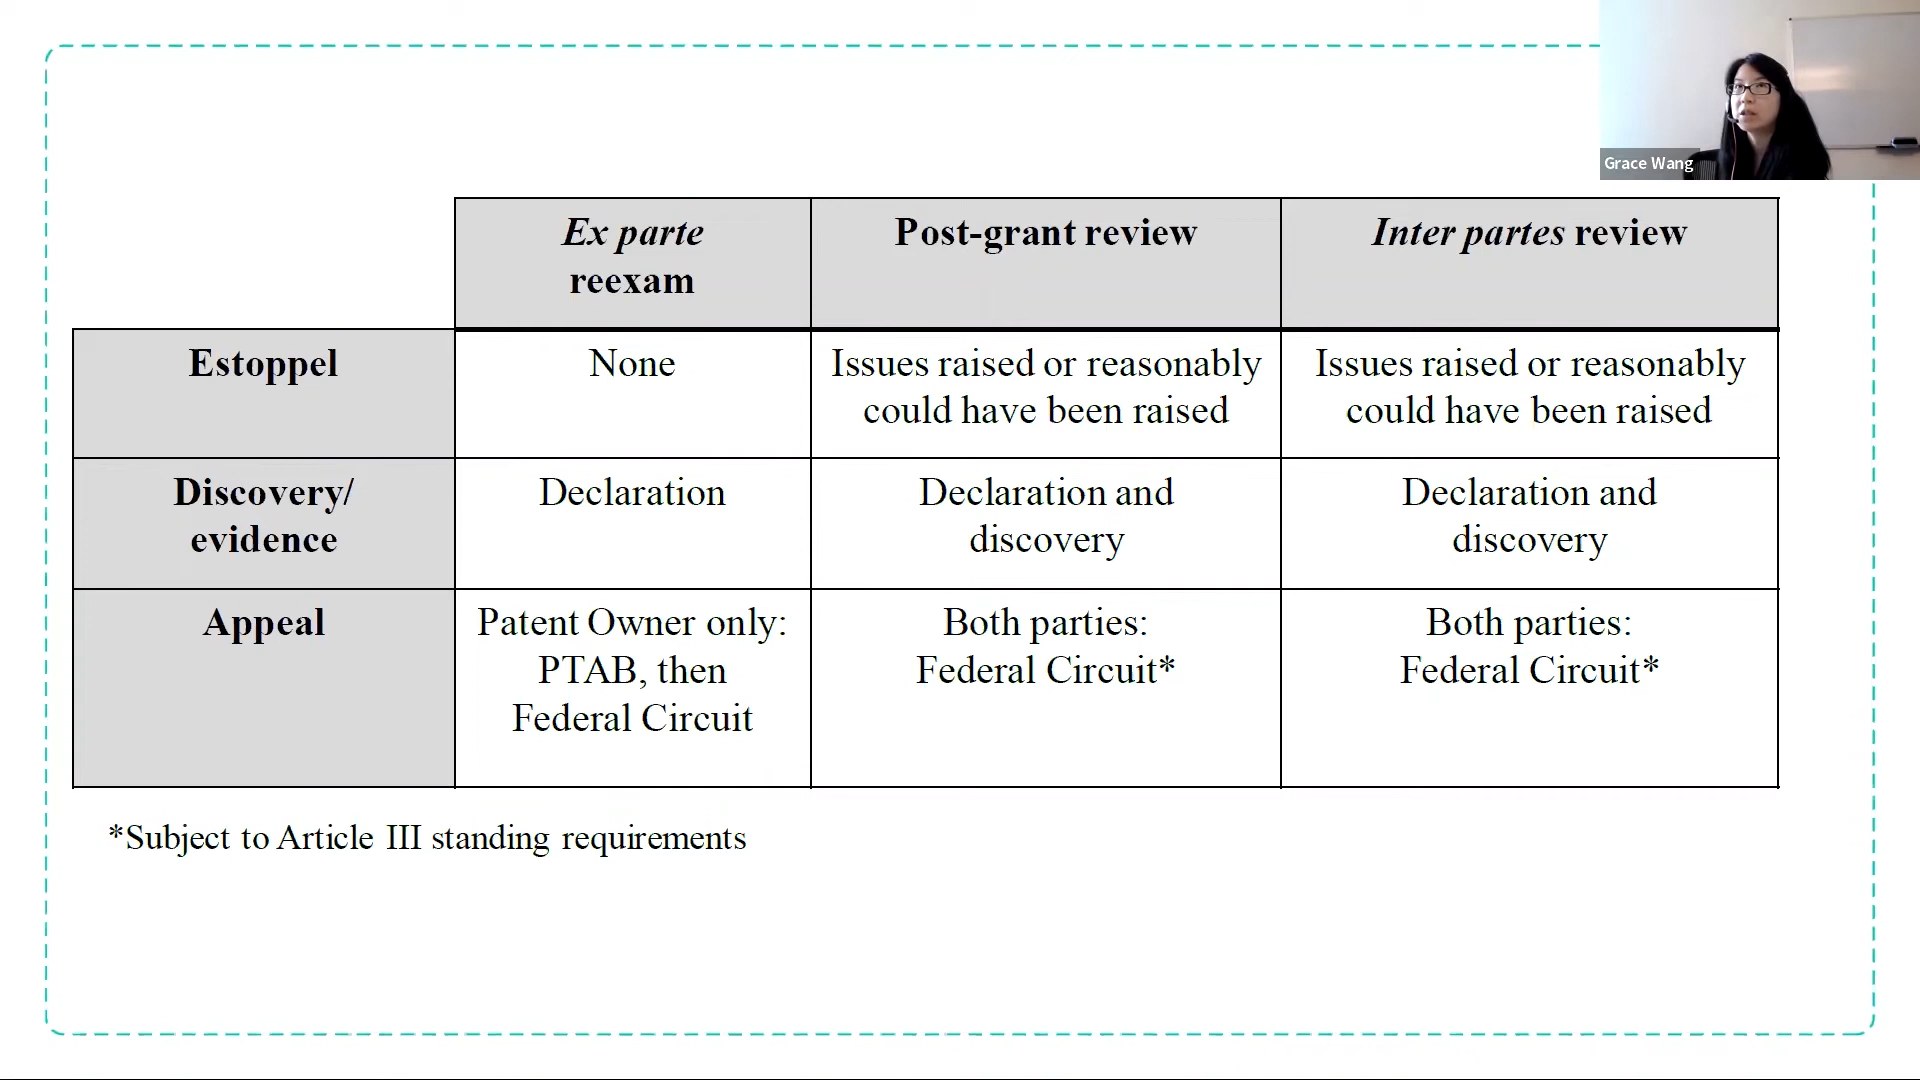 Grace Wang
Ex parte
reexam
Post-grant review
Inter partes review
Estoppel
None
Issues raised or reasonably
could have been raised
Issues raised or reasonably
could have been raised
Discovery/
evidence
Declaration
Declaration and
discovery
Declaration and
discovery
Appeal
Patent Owner only:
PTAB, then
Federal Circuit
Both parties:
Federal Circuit*
Both parties:
Federal Circuit*
*Subject to Article III standing requirements